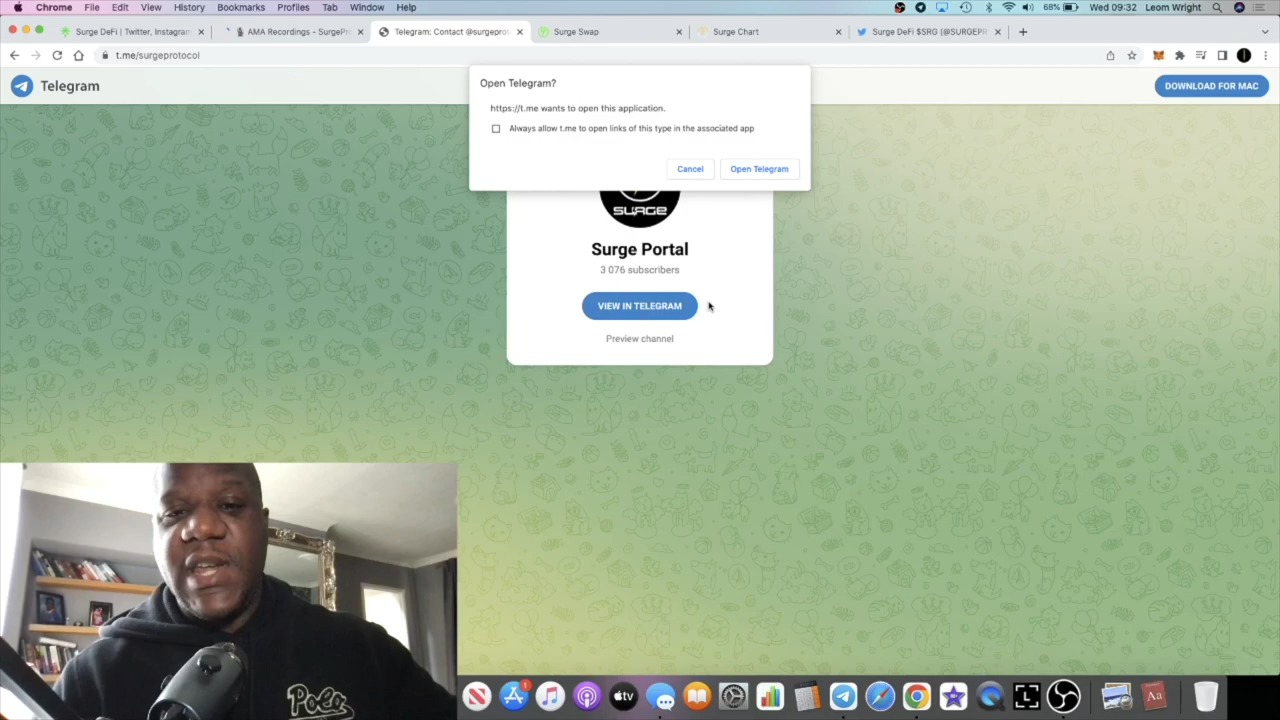 Chrome File Edit View History Bookmarks Profiles Tab Window Help 68% Wed 09:32 Leom Wright
Surge DeFi | Twitter, Instagram AMA Recordings - SurgePr Telegram: Contact @surgeprot Surge Swap Surge Chart Surge DeFi $SRG (@SURGEPR
t.me/surgeprotocol
Telegram
DOWNLOAD FOR MAC
Open Telegram?
https://t.me wants to open this application.
Always allow t.me to open links of this type in the associated app
Cancel Open Telegram
SURGE
Surge Portal
3 076 subscribers
VIEW IN TELEGRAM
Preview channel
Polo
1
tv
L
Aa